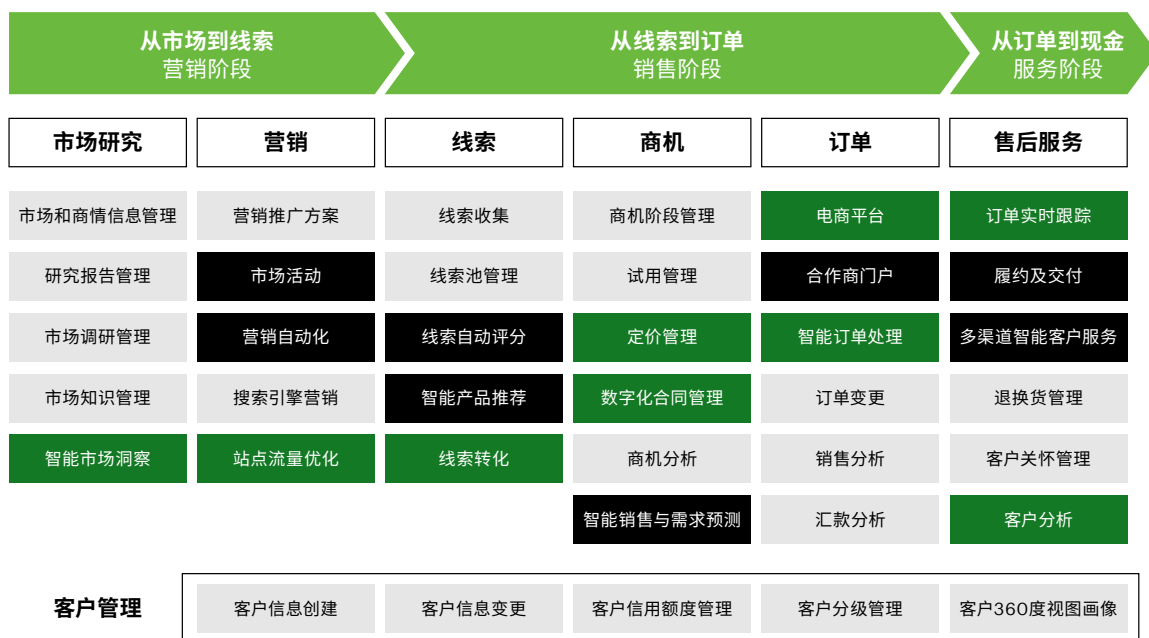 从市场到线索
营销阶段
从线索到订单
销售阶段
从订单到现金
服务阶段
市场研究
营销
线索
商机
订单
售后服务
市场和商情信息管理
营销推广方案
线索收集
商机阶段管理
电商平台
订单实时跟踪
研究报告管理
市场活动
线索池管理
试用管理
合作商门户
履约及交付
市场调研管理
营销自动化
线索自动评分
定价管理
智能订单处理
多渠道智能客户服务
市场知识管理
搜索引擎营销
智能产品推荐
数字化合同管理
订单变更
退换货管理
智能市场洞察
站点流量优化
线索转化
商机分析
销售分析
客户关怀管理
智能销售与需求预测
汇款分析
客户分析
客户管理
客户信息创建
客户信息变更
客户信用额度管理
客户分级管理
客户360度视图画像